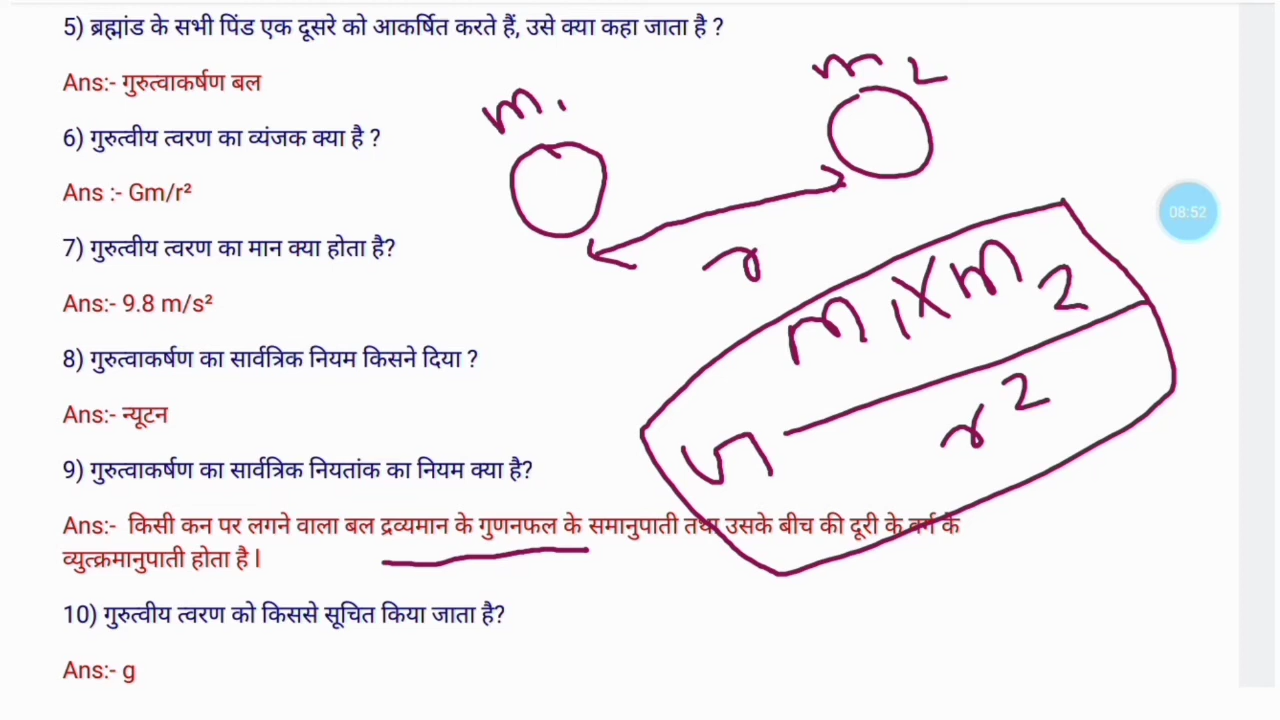 5) ब्रह्मांड के सभी पिंड एक दूसरे को आकर्षित करते हैं, उसे क्या कहा जाता है ?
Ans:- गुरुत्वाकर्षण बल
6) गुरुत्वीय त्वरण का व्यंजक क्या है ?
Ans :- Gm/r²
7) गुरुत्वीय त्वरण का मान क्या होता है?
Ans:- 9.8 m/s²
8) गुरुत्वाकर्षण का सार्वत्रिक नियम किसने दिया ?
Ans:- न्यूटन
9) गुरुत्वाकर्षण का सार्वत्रिक नियतांक का नियम क्या है?
Ans:- किसी कन पर लगने वाला बल द्रव्यमान के गुणनफल के समानुपाती तथा उसके बीच की दूरी के वर्ग के
व्युत्क्रमानुपाती होता है l
10) गुरुत्वीय त्वरण को किससे सूचित किया जाता है?
Ans:- g
m₁
m₂
r
08:52
m₁ X m₂
G
r²